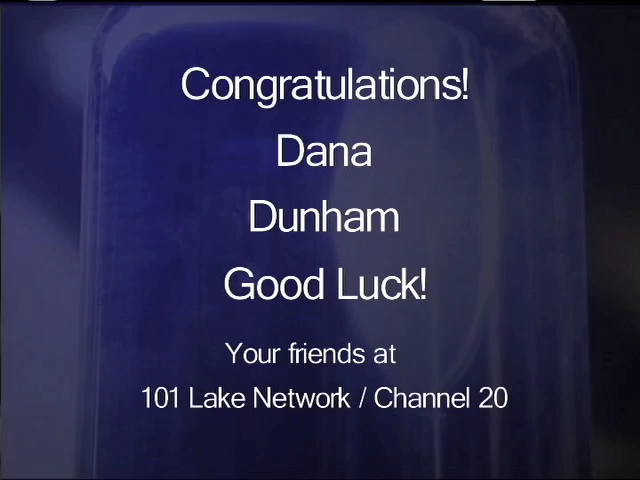 Congratulations!
Dana
Dunham
Good Luck!
Your friends at
101 Lake Network / Channel 20